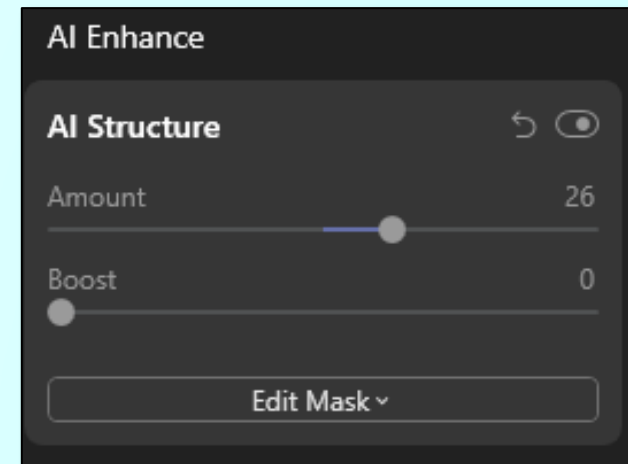 AI Enhance
AI Structure
Amount 26
Boost 0
Edit Mask